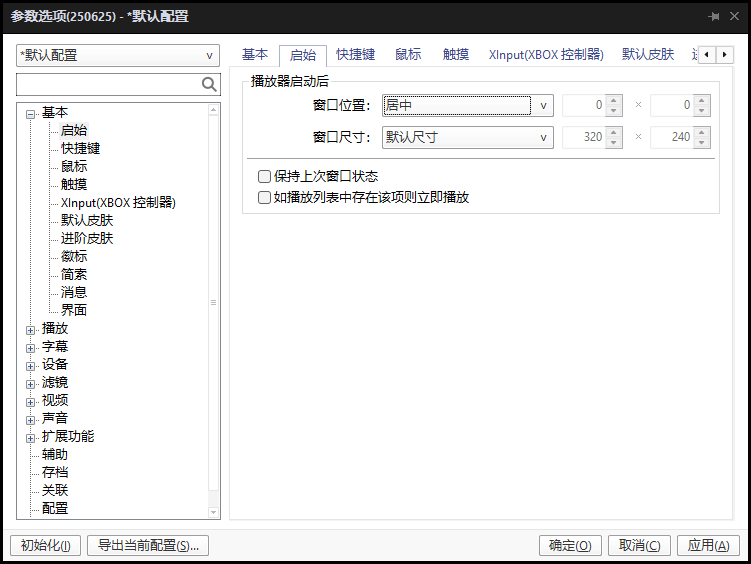 参数选项(250625) - *默认配置
*默认配置
基本
启始
快捷键
鼠标
触摸
XInput(XBOX 控制器)
默认皮肤
进阶皮肤
徽标
简索
消息
界面
播放
字幕
设备
滤镜
视频
声音
扩展功能
辅助
存档
关联
配置
基本 启始 快捷键 鼠标 触摸 XInput(XBOX 控制器) 默认皮肤
播放器启动后
窗口位置: 居中 0 × 0
窗口尺寸: 默认尺寸 320 × 240
保持上次窗口状态
如播放列表中存在该项则立即播放
初始化(I) 导出当前配置(S)... 确定(O) 取消(C) 应用(A)